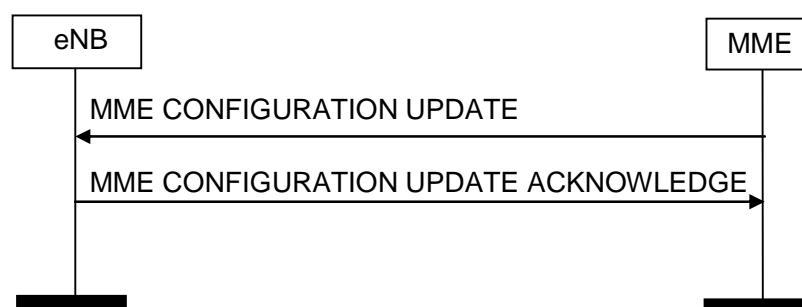 eNB
MME
MME CONFIGURATION UPDATE
MME CONFIGURATION UPDATE ACKNOWLEDGE